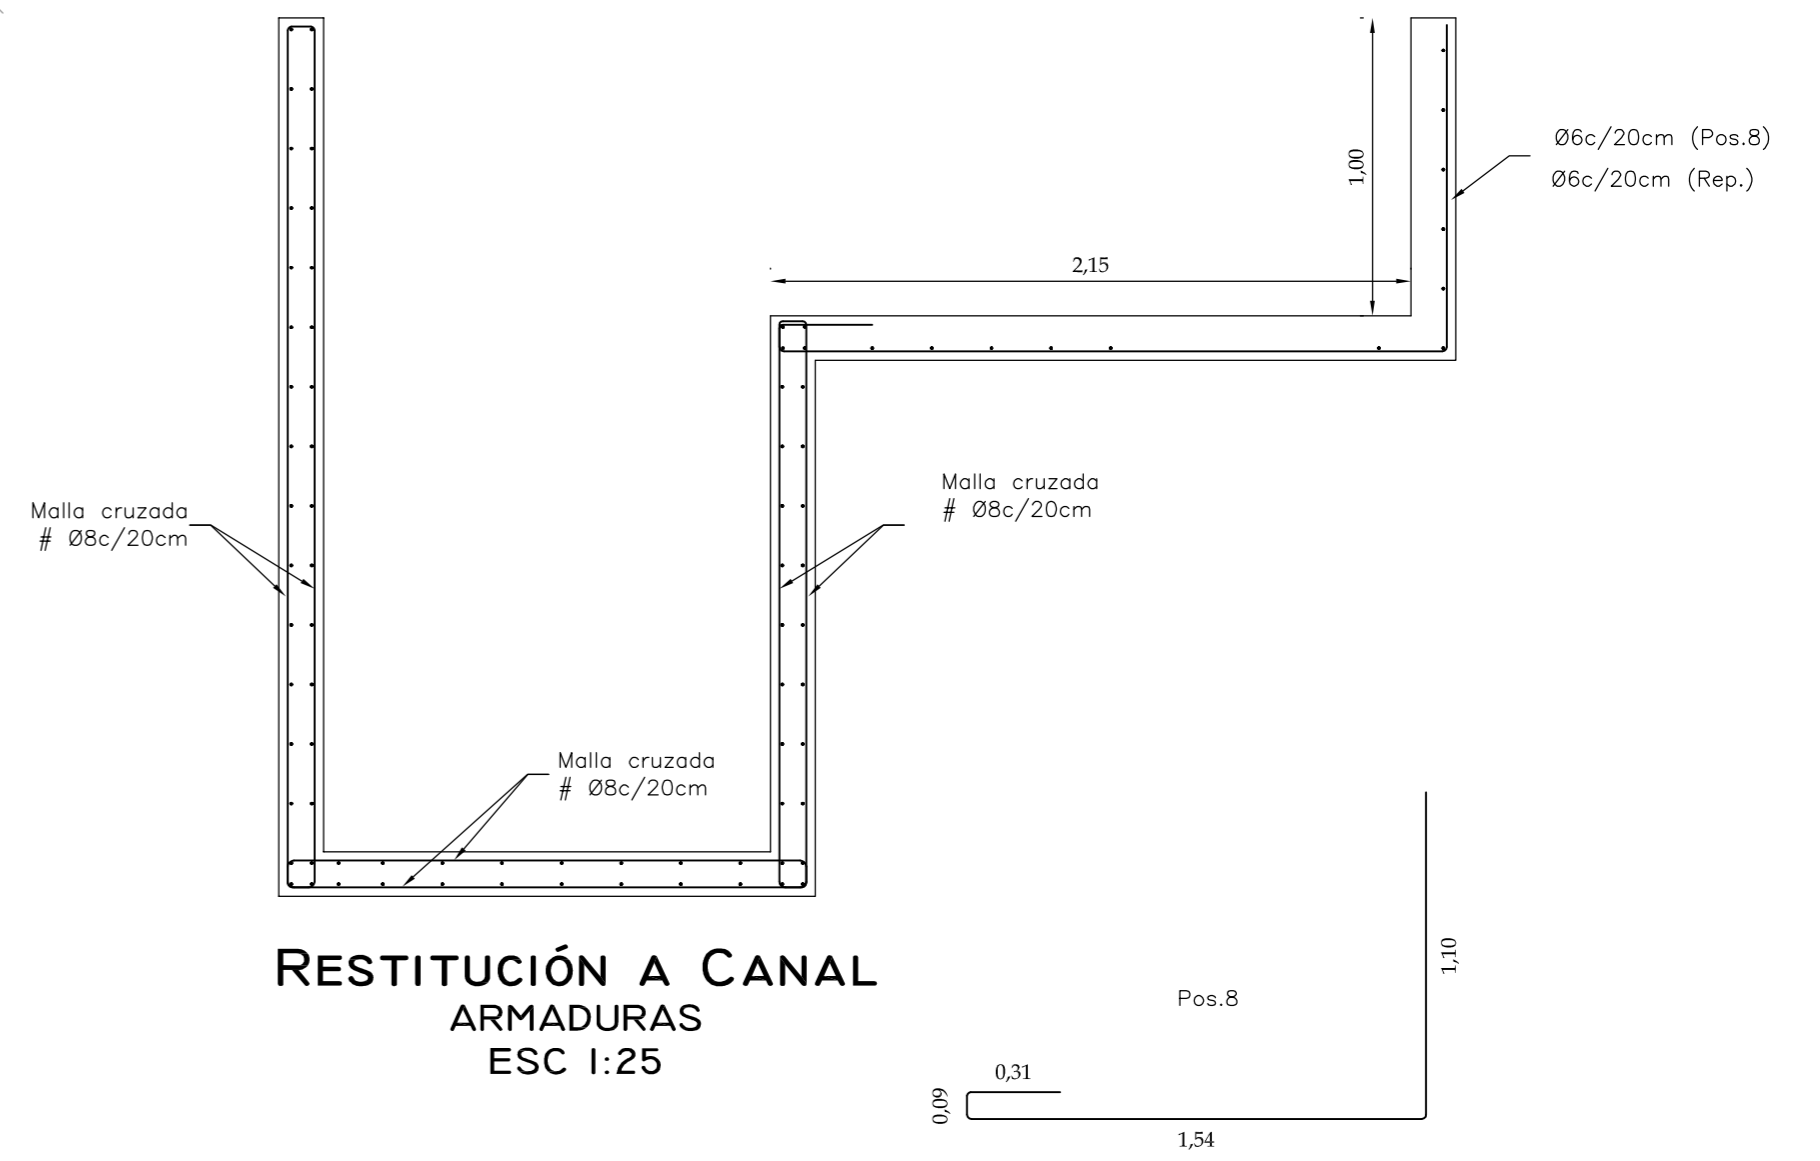 1,00
Ø6c/20cm (Pos.8)
Ø6c/20cm (Rep.)
2,15
Malla cruzada
# Ø8c/20cm
Malla cruzada
# Ø8c/20cm
Malla cruzada
# Ø8c/20cm
RESTITUCIÓN A CANAL
ARMADURAS
ESC 1:25
Pos.8
1,10
0,31
0,09
1,54